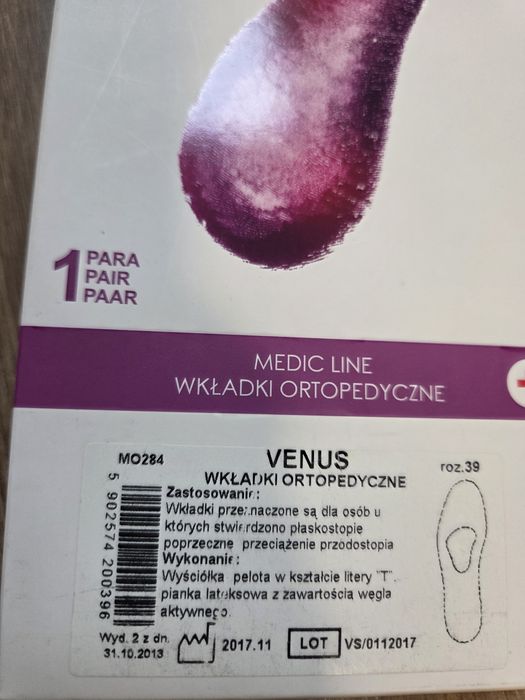 1 PARA
PAIR
PAAR
MEDIC LINE
WKŁADKI ORTOPEDYCZNE
MO284
VENUS
roz.39
WKŁADKI ORTOPEDYCZNE
Zastosowanie:
Wkładki przeznaczone są dla osób u
których stwierdzono płaskostopie
poprzeczne przeciążenie przodostopia
Wykonanie:
Wyściółka pelota w kształcie litery "T".
pianka lateksowa z zawartością węgla
aktywnego.
5 902574 200396
Wyd. 2 z dn.
31.10.2013
2017.11
LOT VS/0112017